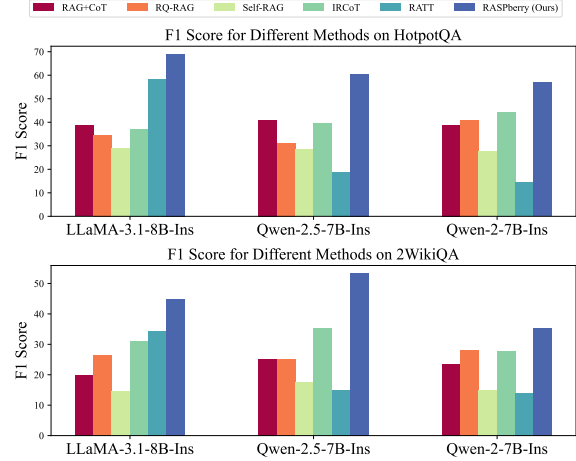 RAG+CoT RQ-RAG Self-RAG IRCoT RATT RASPberry (Ours)
F1 Score for Different Methods on HotpotQA
70
60
50
40
30
20
10
0
F1 Score
LLaMA-3.1-8B-Ins Qwen-2.5-7B-Ins Qwen-2-7B-Ins
F1 Score for Different Methods on 2WikiQA
50
40
30
20
10
0
F1 Score
LLaMA-3.1-8B-Ins Qwen-2.5-7B-Ins Qwen-2-7B-Ins